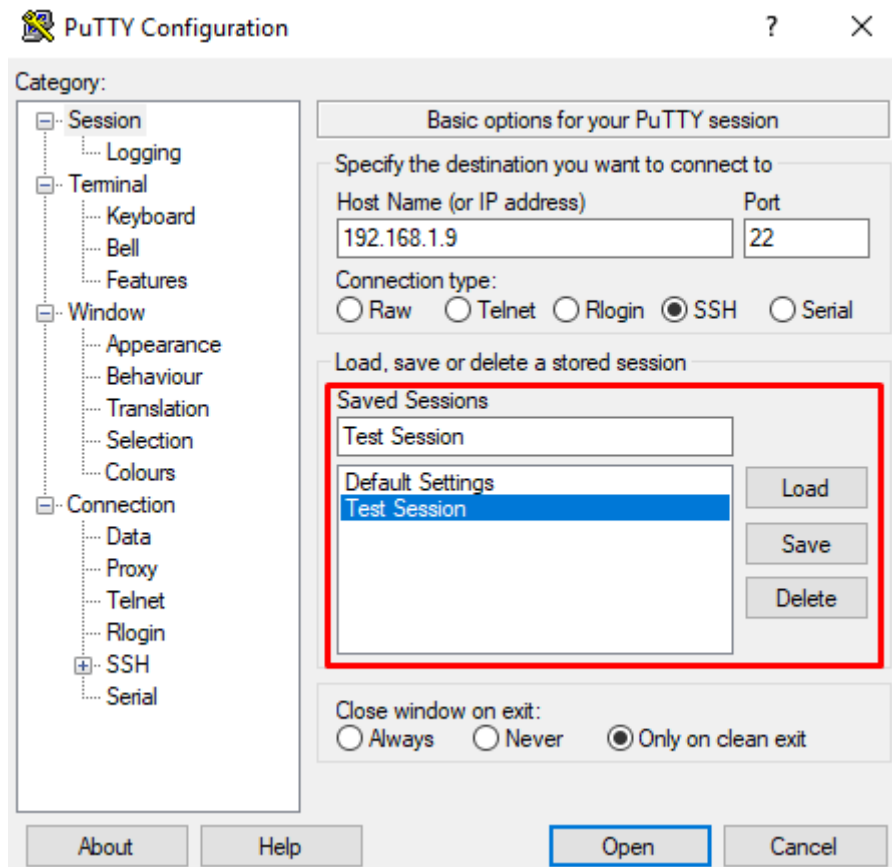 PuTTY Configuration
?
Category:
Session
Logging
Terminal
Keyboard
Bell
Features
Window
Appearance
Behaviour
Translation
Selection
Colours
Connection
Data
Proxy
Telnet
Rlogin
SSH
Serial
Basic options for your PuTTY session
Specify the destination you want to connect to
Host Name (or IP address) Port
192.168.1.9 22
Connection type:
Raw Telnet Rlogin SSH Serial
Load, save or delete a stored session
Saved Sessions
Test Session
Default Settings
Test Session
Load
Save
Delete
Close window on exit:
Always Never Only on clean exit
About Help Open Cancel